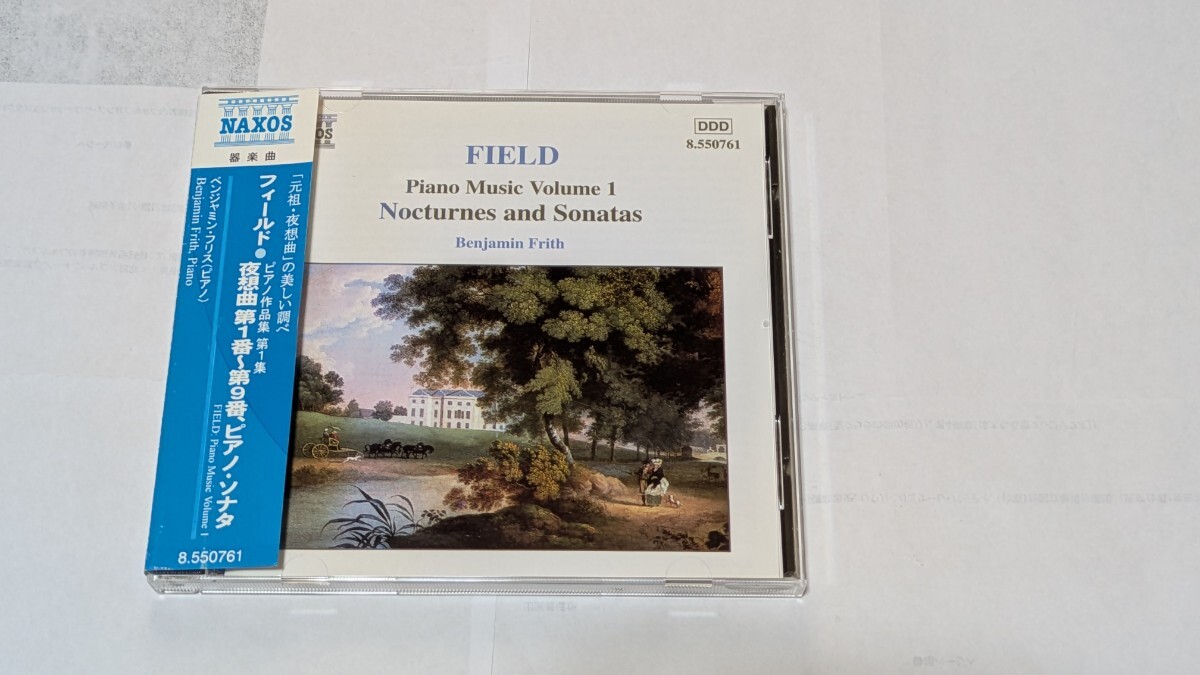 NAXOS
器楽曲
「元祖・夜想曲」の美しい調べ
フィールド●ピアノ作品集 第1集
夜想曲 第1番~第9番、ピアノ・ソナタ
FIELD: Piano Music Volume 1
ベンジャミン・フリス(ピアノ)
Benjamin Frith, Piano
8.550761
DDD
8.550761
FIELD
Piano Music Volume 1
Nocturnes and Sonatas
Benjamin Frith